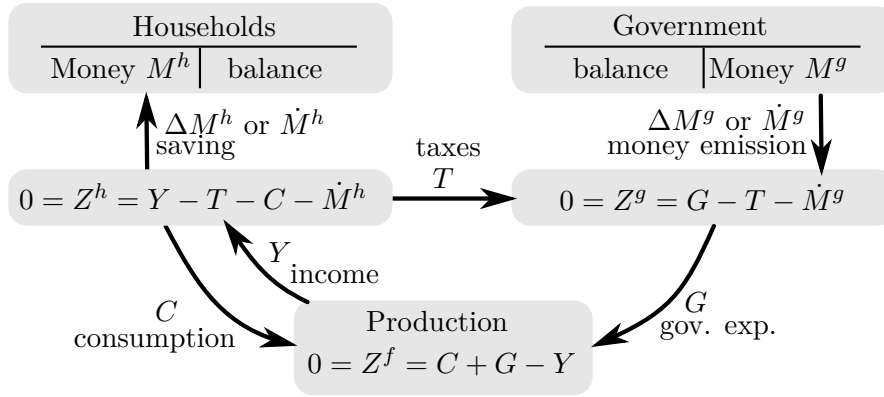 Households
Money M^h | balance
Government
balance | Money M^g
ΔM^h or Ṁ^h
saving
taxes
T
ΔM^g or Ṁ^g
money emission
0 = Z^h = Y − T − C − Ṁ^h
0 = Z^g = G − T − Ṁ^g
Y
income
C
consumption
G
gov. exp.
Production
0 = Z^f = C + G − Y